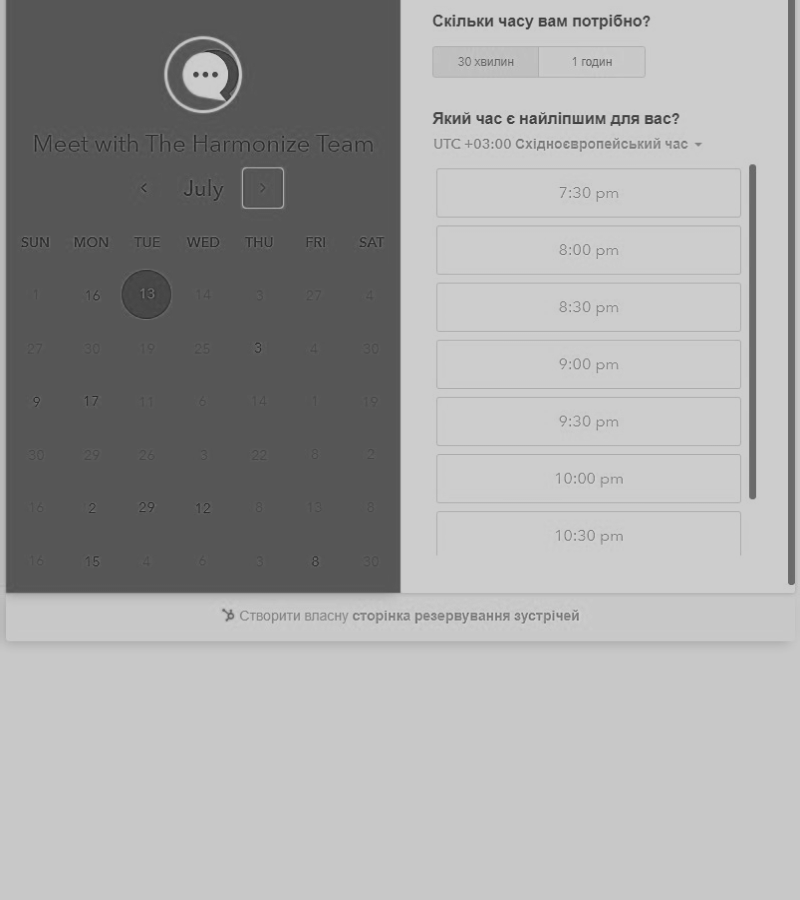 Meet with The Harmonize Team
July
SUN MON TUE WED THU FRI SAT
1 16 13 14 3 27 4
27 30 19 25 3 4 30
9 17 11 6 14 1 19
30 29 26 3 22 8 2
16 2 29 12 8 13 8
16 15 4 6 3 8 30
Скільки часу вам потрібно?
30 хвилин 1 годин
Який час є найліпшим для вас?
UTC +03:00 Східноєвропейський час
7:30 pm
8:00 pm
8:30 pm
9:00 pm
9:30 pm
10:00 pm
10:30 pm
Створити власну сторінка резервування зустрічей